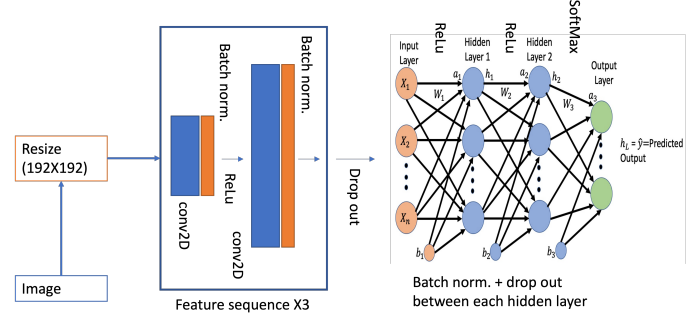 Image
Resize
(192X192)
conv2D
Batch norm.
ReLu
conv2D
Batch norm.
Feature sequence X3
Drop out
Input
Layer
ReLu
Hidden
Layer 1
ReLu
Hidden
Layer 2
SoftMax
Output
Layer
X₁
X₂
Xₙ
a₁
h₁
a₂
h₂
a₃
W₁
W₂
W₃
b₁
b₂
b₃
h_L = ŷ=Predicted
Output
Batch norm. + drop out
between each hidden layer